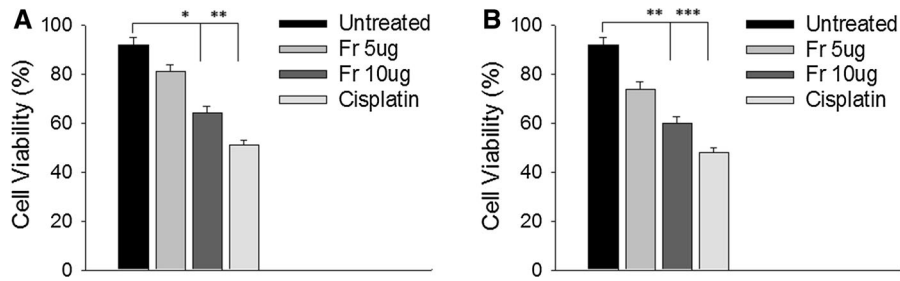 A
Cell Viability (%)
100
80
60
40
20
0
* **
Untreated
Fr 5ug
Fr 10ug
Cisplatin
B
Cell Viability (%)
100
80
60
40
20
0
** ***
Untreated
Fr 5ug
Fr 10ug
Cisplatin